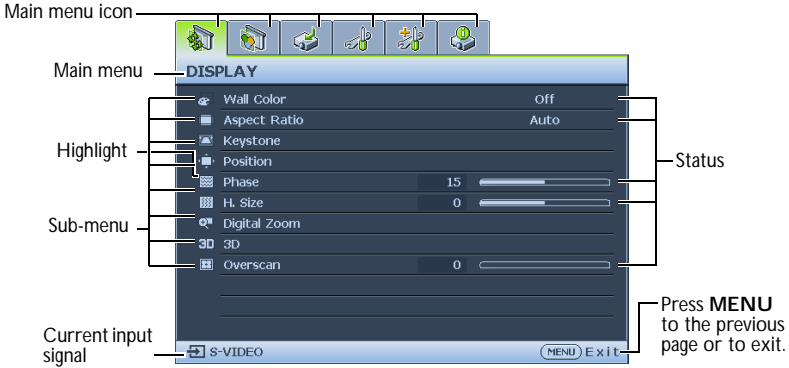 Main menu icon
Main menu
DISPLAY
Wall Color Off
Aspect Ratio Auto
Keystone
Position
Phase 15
H. Size 0
Digital Zoom
3D 3D
Overscan 0
Highlight
Sub-menu
Status
Current input
signal
S-VIDEO
MENU Exit
Press MENU
to the previous
page or to exit.